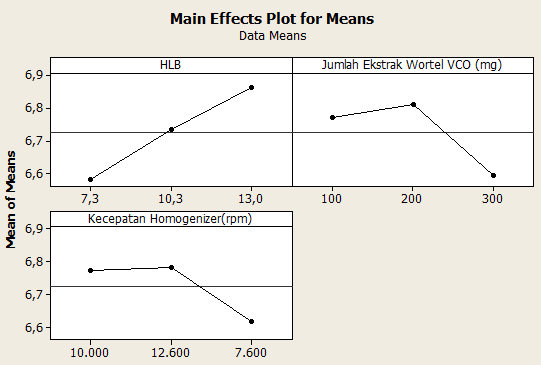 Main Effects Plot for Means
Data Means
HLB
Jumlah Ekstrak Wortel VCO (mg)
6,9
6,8
6,7
6,6
7,3 10,3 13,0
100 200 300
Kecepatan Homogenizer(rpm)
6,9
6,8
6,7
6,6
10.000 12.600 7.600
Mean of Means